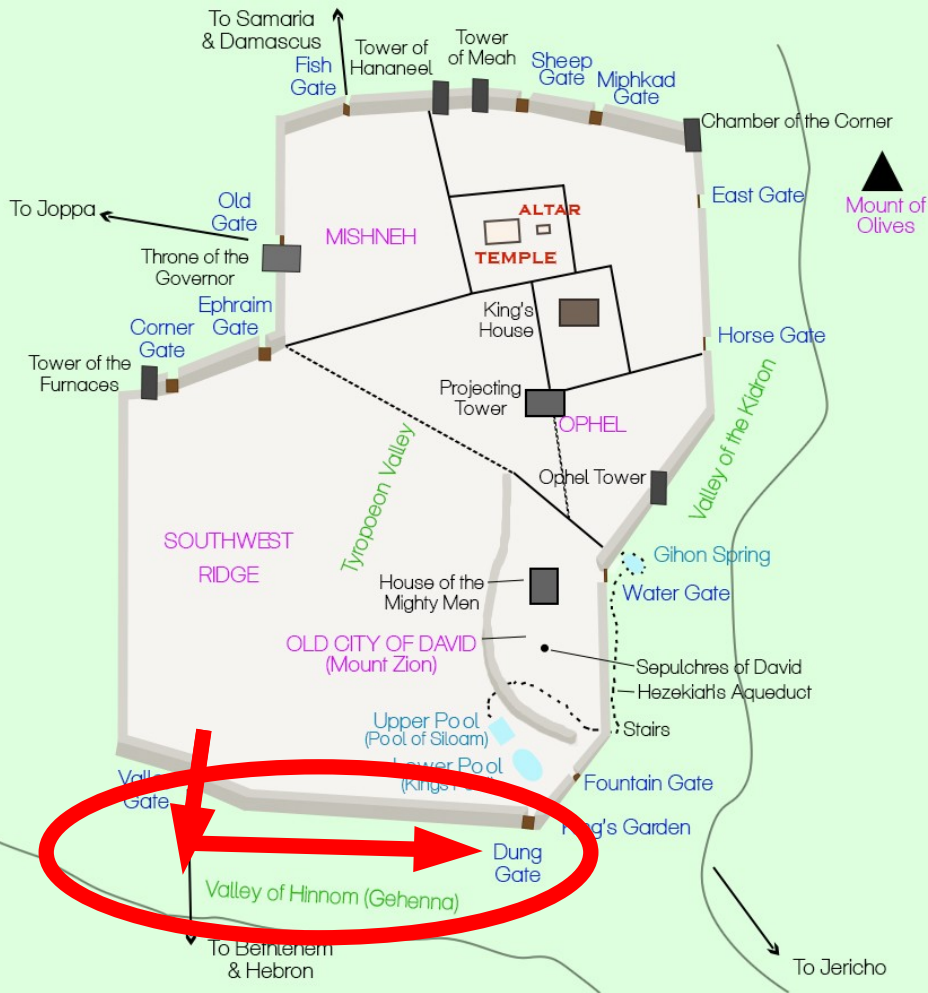 To Samaria
& Damascus
Fish
Gate
Tower of
Hananeel
Tower
of Meah
Sheep
Gate
Miphkad
Gate
Chamber of the Corner
East Gate
Mount of
Olives
To Joppa
Old
Gate
MISHNEH
ALTAR
TEMPLE
Throne of the
Governor
Ephraim
Gate
Corner
Gate
King's
House
Horse Gate
Tower of the
Furnaces
Projecting
Tower
OPHEL
Valley of the Kidron
Tyropoeon Valley
Ophel Tower
SOUTHWEST
RIDGE
Gihon Spring
House of the
Mighty Men
Water Gate
OLD CITY OF DAVID
(Mount Zion)
Sepulchres of David
Hezekiah's Aqueduct
Stairs
Upper Pool
(Pool of Siloam)
Lower Pool
Gate
Fountain Gate
King's Garden
Dung
Gate
Valley of Hinnom (Gehenna)
To Bethlehem
& Hebron
To Jericho